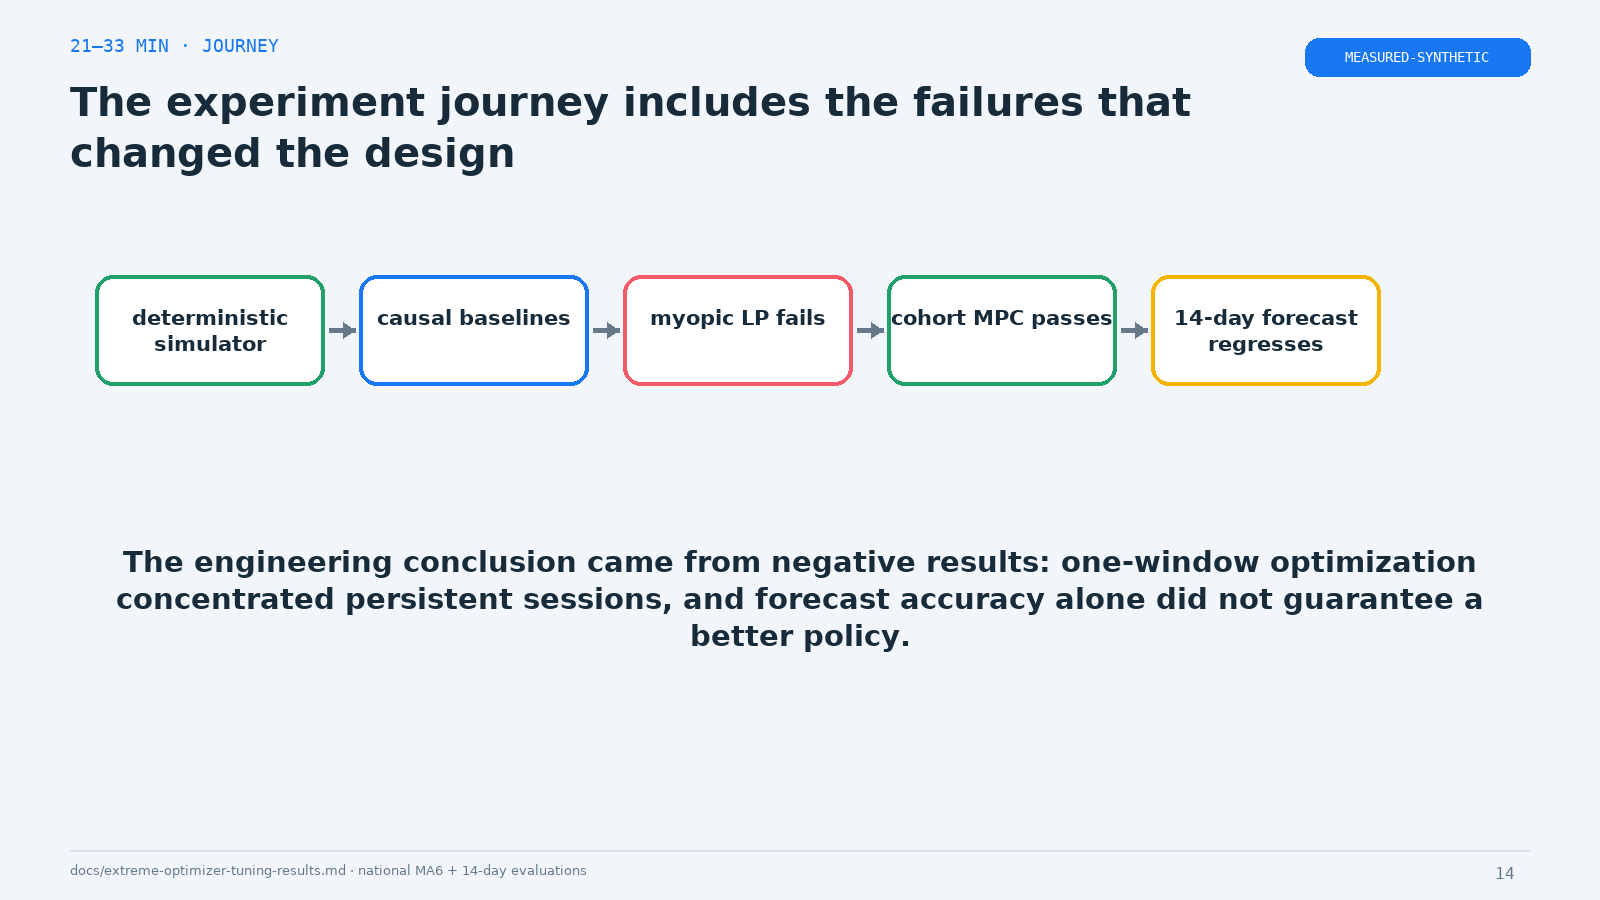 21–33 MIN · JOURNEY
MEASURED-SYNTHETIC
The experiment journey includes the failures that
changed the design
deterministic
simulator
causal baselines
myopic LP fails
cohort MPC passes
14-day forecast
regresses
The engineering conclusion came from negative results: one-window optimization
concentrated persistent sessions, and forecast accuracy alone did not guarantee a
better policy.
docs/extreme-optimizer-tuning-results.md · national MA6 + 14-day evaluations
14